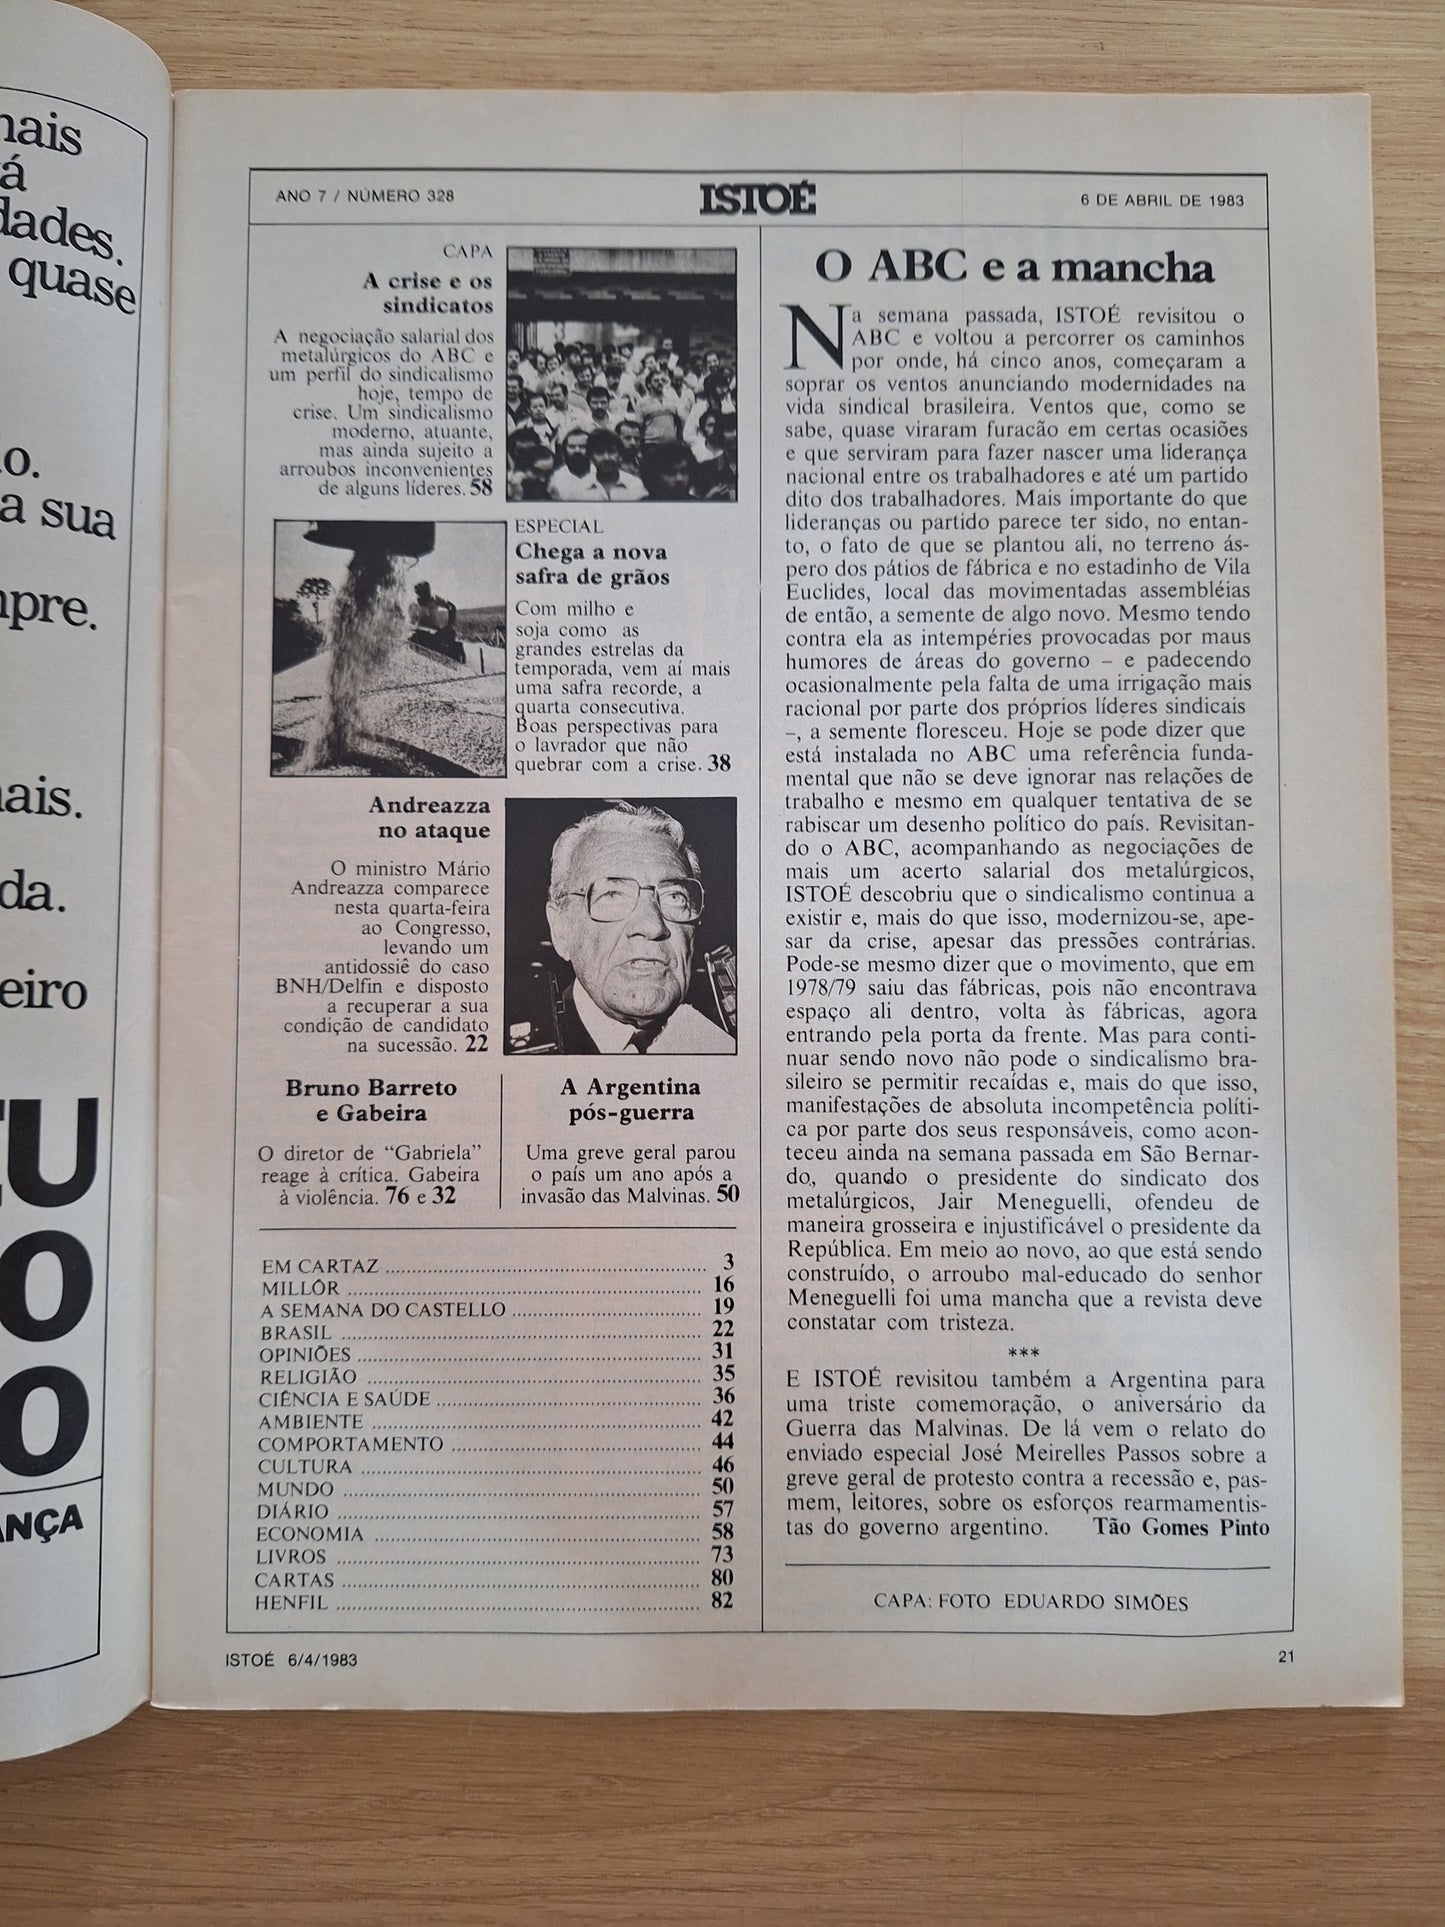 mais
dades.
quase
a sua
da.
ANO 7 / NÚMERO 328
ISTOÉ
6 DE ABRIL DE 1983
CAPA
A crise e os
sindicatos
A negociação salarial dos
metalúrgicos do ABC e
um perfil do sindicalismo
hoje, tempo de
crise. Um sindicalismo
moderno, atuante,
mas ainda sujeito a
arroubos inconvenientes
de alguns líderes. 58
ESPECIAL
Chega a nova
safra de grãos
Com milho e
soja como as
grandes estrelas da
temporada, vem aí mais
uma safra recorde, a
quarta consecutiva.
Boas perspectivas para
o lavrador que não
quebrar com a crise. 38
Andreazza
no ataque
O ministro Mário
Andreazza comparece
nesta quarta-feira
ao Congresso,
levando um
antidossiê do caso
BNH/Delfin e disposto
a recuperar a sua
condição de candidato
na sucessão. 22
Bruno Barreto
e Gabeira
O diretor de “Gabriela”
reage à crítica. Gabeira
à violência. 76 e 32
A Argentina
pós-guerra
Uma greve geral parou
o país um ano após a
invasão das Malvinas. 50
EM CARTAZ 3
MILLÔR 16
A SEMANA DO CASTELLO 19
BRASIL 22
OPINIÕES 31
RELIGIÃO 35
CIÊNCIA E SAÚDE 36
AMBIENTE 42
COMPORTAMENTO 44
CULTURA 46
MUNDO 50
DIÁRIO 57
ECONOMIA 58
LIVROS 73
CARTAS 80
HENFIL 82
O ABC e a mancha
Na semana passada, ISTOÉ revisitou o
ABC e voltou a percorrer os caminhos
por onde, há cinco anos, começaram a
soprar os ventos anunciando modernidades na
vida sindical brasileira. Ventos que, como se
sabe, quase viraram furacão em certas ocasiões
e que serviram para fazer nascer uma liderança
nacional entre os trabalhadores e até um partido
dito dos trabalhadores. Mais importante do que
lideranças ou partido parece ter sido, no entan-
to, o fato de que se plantou ali, no terreno ás-
pero dos pátios de fábrica e no estadinho de Vila
Euclides, local das movimentadas assembléias
de então, a semente de algo novo. Mesmo tendo
contra ela as intempéries provocadas por maus
humores de áreas do governo – e padecendo
ocasionalmente pela falta de uma irrigação mais
racional por parte dos próprios líderes sindicais
–, a semente floresceu. Hoje se pode dizer que
está instalada no ABC uma referência funda-
mental que não se deve ignorar nas relações de
trabalho e mesmo em qualquer tentativa de se
rabiscar um desenho político do país. Revisitan-
do o ABC, acompanhando as negociações de
mais um acerto salarial dos metalúrgicos,
ISTOÉ descobriu que o sindicalismo continua a
existir e, mais do que isso, modernizou-se, ape-
sar da crise, apesar das pressões contrárias.
Pode-se mesmo dizer que o movimento, que em
1978/79 saiu das fábricas, pois não encontrava
espaço ali dentro, volta às fábricas, agora
entrando pela porta da frente. Mas para conti-
nuar sendo novo não pode o sindicalismo bra-
sileiro se permitir recaídas e, mais do que isso,
manifestações de absoluta incompetência políti-
ca por parte dos seus responsáveis, como acon-
teceu ainda na semana passada em São Bernar-
do, quando o presidente do sindicato dos
metalúrgicos, Jair Meneguelli, ofendeu de
maneira grosseira e injustificável o presidente da
República. Em meio ao novo, ao que está sendo
construído, o arroubo mal-educado do senhor
Meneguelli foi uma mancha que a revista deve
constatar com tristeza.
***
E ISTOÉ revisitou também a Argentina para
uma triste comemoração, o aniversário da
Guerra das Malvinas. De lá vem o relato do
enviado especial José Meirelles Passos sobre a
greve geral de protesto contra a recessão e, pas-
mem, leitores, sobre os esforços rearmamentis-
tas do governo argentino. Tão Gomes Pinto
CAPA: FOTO EDUARDO SIMÕES
ISTOÉ 6/4/1983
21